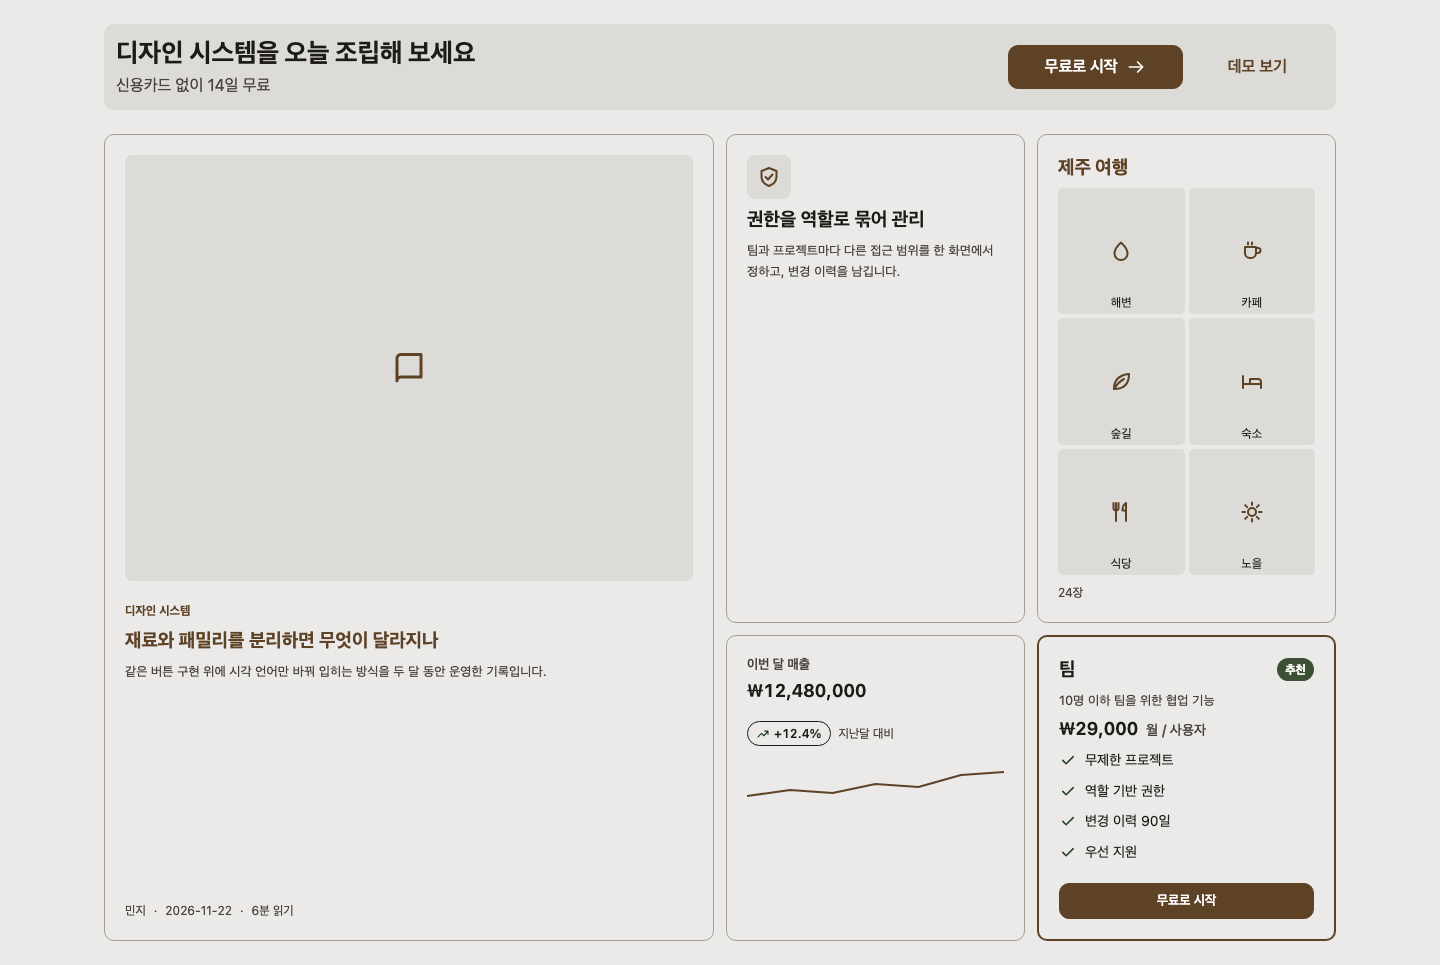 디자인 시스템을 오늘 조립해 보세요
신용카드 없이 14일 무료
무료로 시작
데모 보기
디자인 시스템
재료와 패밀리를 분리하면 무엇이 달라지나
같은 버튼 구현 위에 시각 언어만 바꿔 입히는 방식을 두 달 동안 운영한 기록입니다.
민지 · 2026-11-22 · 6분 읽기
권한을 역할로 묶어 관리
팀과 프로젝트마다 다른 접근 범위를 한 화면에서
정하고, 변경 이력을 남깁니다.
제주 여행
해변
카페
숲길
숙소
식당
노을
24장
이번 달 매출
₩12,480,000
+12.4% 지난달 대비
팀
추천
10명 이하 팀을 위한 협업 기능
₩29,000 월 / 사용자
무제한 프로젝트
역할 기반 권한
변경 이력 90일
우선 지원
무료로 시작